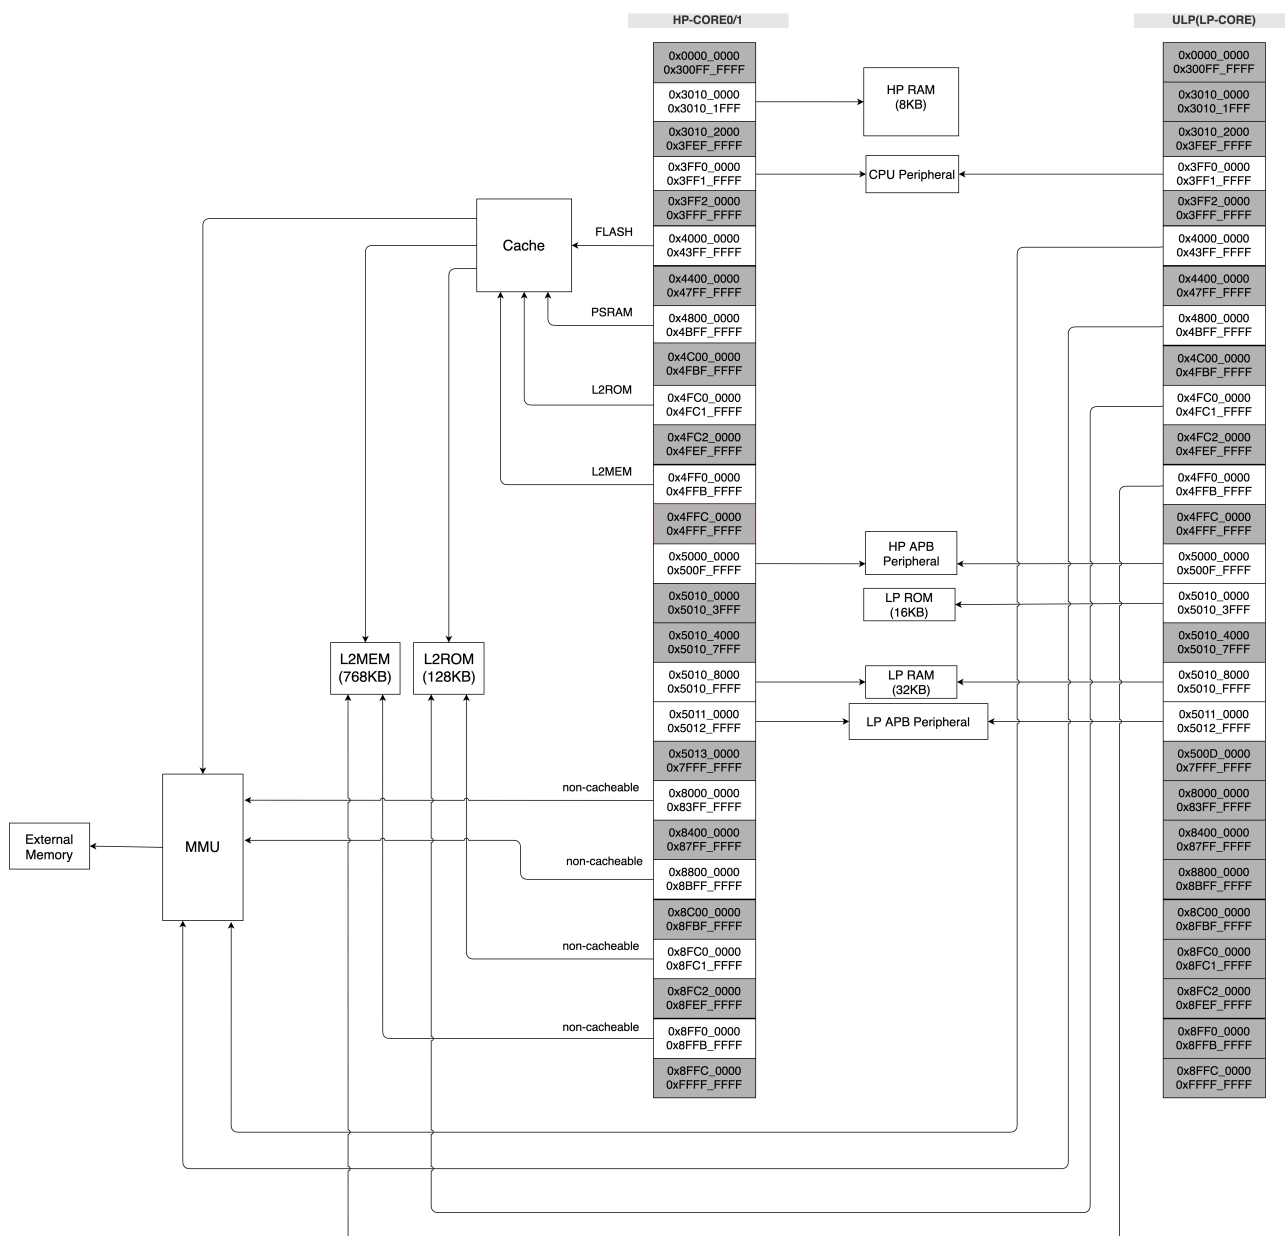 HP-CORE0/1
ULP(LP-CORE)
0x0000_0000
0x300FF_FFFF
0x3010_0000
0x3010_1FFF
0x3010_2000
0x3FEF_FFFF
0x3FF0_0000
0x3FF1_FFFF
0x3FF2_0000
0x3FFF_FFFF
0x4000_0000
0x43FF_FFFF
0x4400_0000
0x47FF_FFFF
0x4800_0000
0x4BFF_FFFF
0x4C00_0000
0x4FBF_FFFF
0x4FC0_0000
0x4FC1_FFFF
0x4FC2_0000
0x4FEF_FFFF
0x4FF0_0000
0x4FFB_FFFF
0x4FFC_0000
0x4FFF_FFFF
0x5000_0000
0x500F_FFFF
0x5010_0000
0x5010_3FFF
0x5010_4000
0x5010_7FFF
0x5010_8000
0x5010_FFFF
0x5011_0000
0x5012_FFFF
0x5013_0000
0x7FFF_FFFF
0x8000_0000
0x83FF_FFFF
0x8400_0000
0x87FF_FFFF
0x8800_0000
0x8BFF_FFFF
0x8C00_0000
0x8FBF_FFFF
0x8FC0_0000
0x8FC1_FFFF
0x8FC2_0000
0x8FEF_FFFF
0x8FF0_0000
0x8FFB_FFFF
0x8FFC_0000
0xFFFF_FFFF
HP RAM
(8KB)
CPU Peripheral
HP APB
Peripheral
LP ROM
(16KB)
LP RAM
(32KB)
LP APB Peripheral
0x0000_0000
0x300FF_FFFF
0x3010_0000
0x3010_1FFF
0x3010_2000
0x3FEF_FFFF
0x3FF0_0000
0x3FF1_FFFF
0x3FF2_0000
0x3FFF_FFFF
0x4000_0000
0x43FF_FFFF
0x4400_0000
0x47FF_FFFF
0x4800_0000
0x4BFF_FFFF
0x4C00_0000
0x4FBF_FFFF
0x4FC0_0000
0x4FC1_FFFF
0x4FC2_0000
0x4FEF_FFFF
0x4FF0_0000
0x4FFB_FFFF
0x4FFC_0000
0x4FFF_FFFF
0x5000_0000
0x500F_FFFF
0x5010_0000
0x5010_3FFF
0x5010_4000
0x5010_7FFF
0x5010_8000
0x5010_FFFF
0x5011_0000
0x5012_FFFF
0x500D_0000
0x7FFF_FFFF
0x8000_0000
0x83FF_FFFF
0x8400_0000
0x87FF_FFFF
0x8800_0000
0x8BFF_FFFF
0x8C00_0000
0x8FBF_FFFF
0x8FC0_0000
0x8FC1_FFFF
0x8FC2_0000
0x8FEF_FFFF
0x8FF0_0000
0x8FFB_FFFF
0x8FFC_0000
0xFFFF_FFFF
Cache
FLASH
PSRAM
L2ROM
L2MEM
L2MEM
(768KB)
L2ROM
(128KB)
non-cacheable
non-cacheable
non-cacheable
non-cacheable
MMU
External
Memory